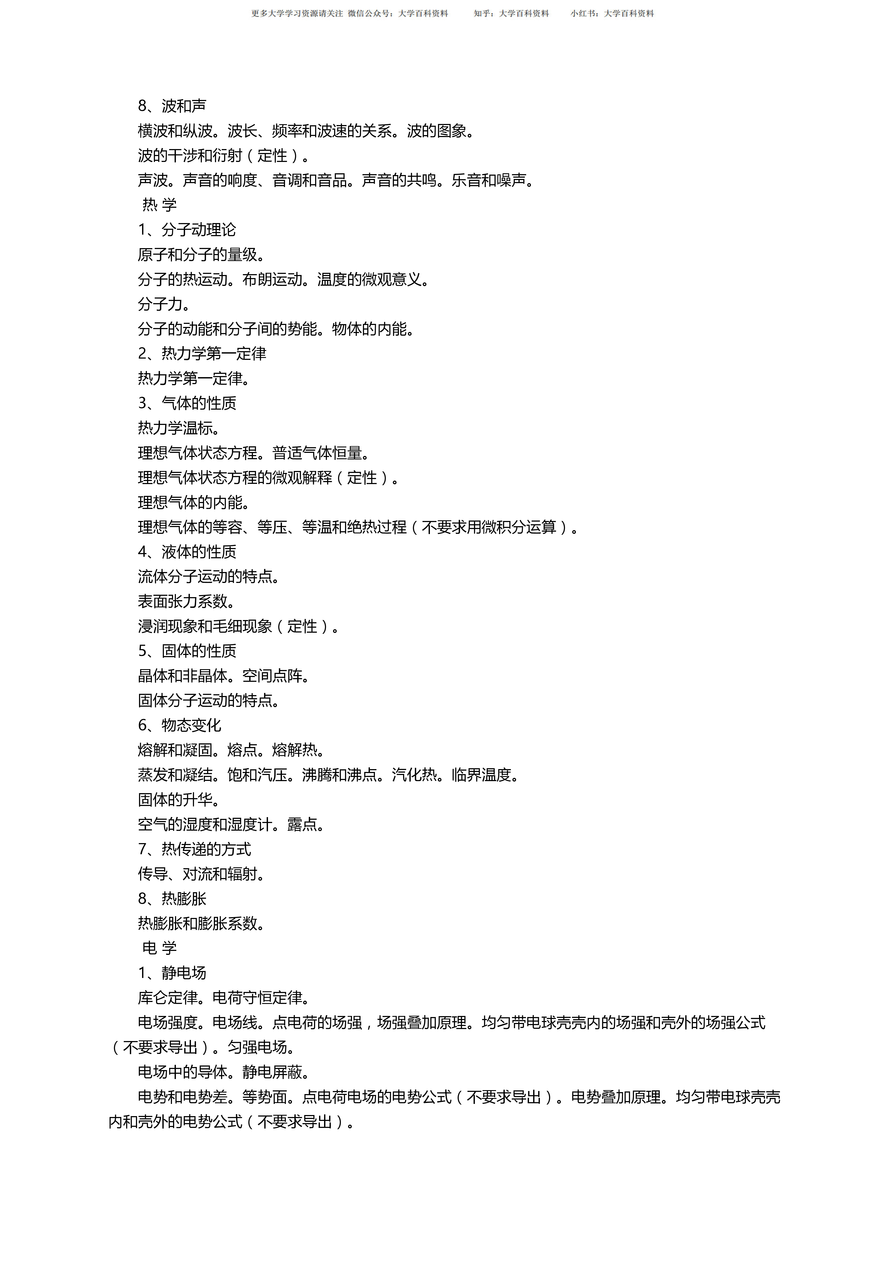 更多大学学习资源请关注 微信公众号：大学百科资料 知乎：大学百科资料 小红书：大学百科资料
8、波和声
横波和纵波。波长、频率和波速的关系。波的图象。
波的干涉和衍射（定性）。
声波。声音的响度、音调和音品。声音的共鸣。乐音和噪声。
热 学
1、分子动理论
原子和分子的量级。
分子的热运动。布朗运动。温度的微观意义。
分子力。
分子的动能和分子间的势能。物体的内能。
2、热力学第一定律
热力学第一定律。
3、气体的性质
热力学温标。
理想气体状态方程。普适气体恒量。
理想气体状态方程的微观解释（定性）。
理想气体的内能。
理想气体的等容、等压、等温和绝热过程（不要求用微积分运算）。
4、液体的性质
流体分子运动的特点。
表面张力系数。
浸润现象和毛细现象（定性）。
5、固体的性质
晶体和非晶体。空间点阵。
固体分子运动的特点。
6、物态变化
熔解和凝固。熔点。熔解热。
蒸发和凝结。饱和汽压。沸腾和沸点。汽化热。临界温度。
固体的升华。
空气的湿度和湿度计。露点。
7、热传递的方式
传导、对流和辐射。
8、热膨胀
热膨胀和膨胀系数。
电 学
1、静电场
库仑定律。电荷守恒定律。
电场强度。电场线。点电荷的场强，场强叠加原理。均匀带电球壳壳内的场强和壳外的场强公式
（不要求导出）。匀强电场。
电场中的导体。静电屏蔽。
电势和电势差。等势面。点电荷电场的电势公式（不要求导出）。电势叠加原理。均匀带电球壳壳
内和壳外的电势公式（不要求导出）。